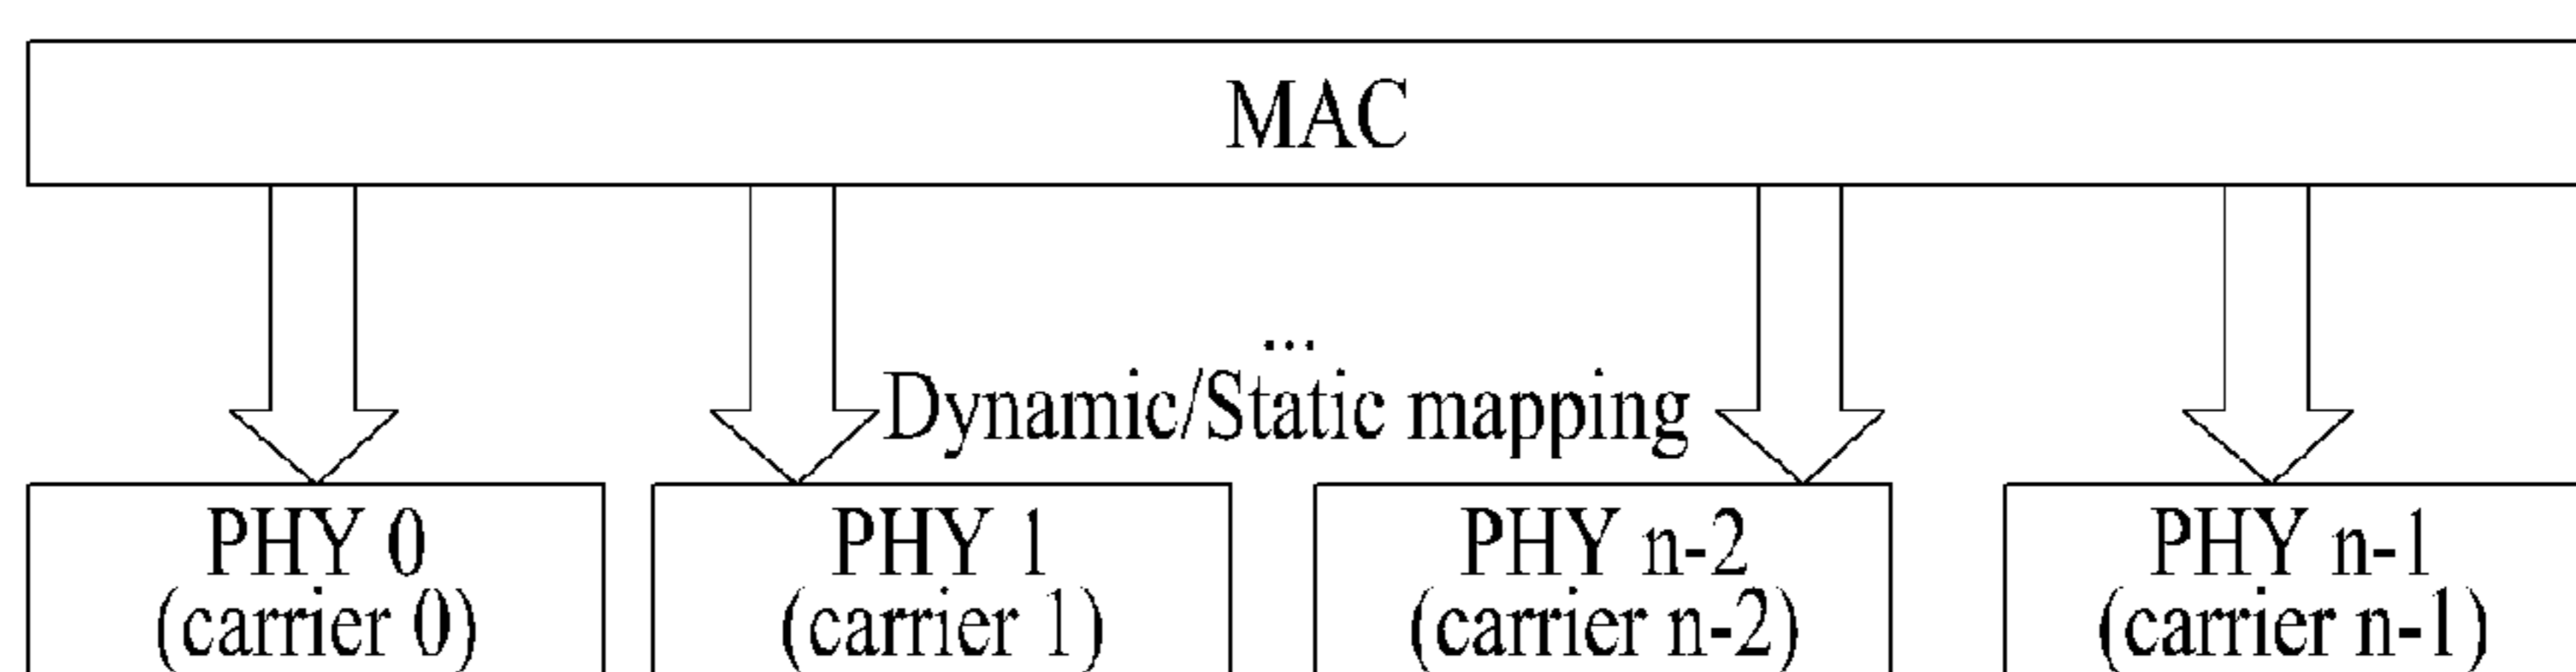 MAC
...
Dynamic/Static mapping
PHY 0
(carrier 0)
PHY 1
(carrier 1)
PHY n-2
(carrier n-2)
PHY n-1
(carrier n-1)